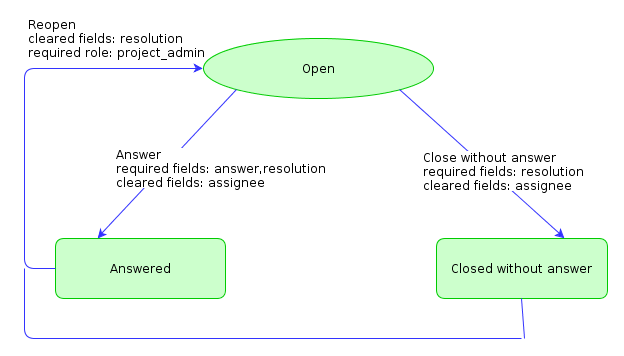 Reopen
cleared fields: resolution
required role: project_admin
Open
Answer
required fields: answer,resolution
cleared fields: assignee
Close without answer
required fields: resolution
cleared fields: assignee
Answered
Closed without answer